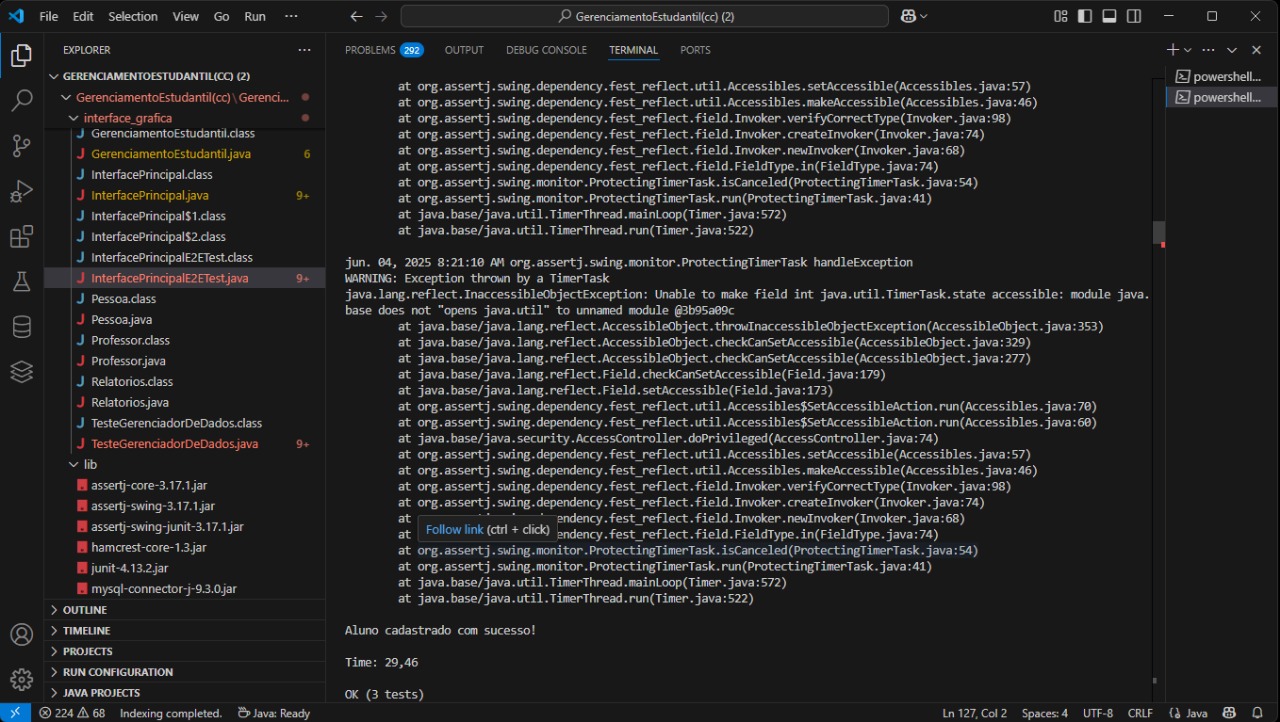 File Edit Selection View Go Run ···
GerenciamentoEstudantil(cc) (2)
EXPLORER
GERENCIAMENTOESTUDANTIL(CC) (2)
GerenciamentoEstudantil(cc)\Gerenci...
interface_grafica
GerenciamentoEstudantil.class
GerenciamentoEstudantil.java 6
InterfacePrincipal.class
InterfacePrincipal.java 9+
InterfacePrincipal$1.class
InterfacePrincipal$2.class
InterfacePrincipalE2ETest.class
InterfacePrincipalE2ETest.java 9+
Pessoa.class
Pessoa.java
Professor.class
Professor.java
Relatorios.class
Relatorios.java
TesteGerenciadorDeDados.class
TesteGerenciadorDeDados.java 9+
lib
assertj-core-3.17.1.jar
assertj-swing-3.17.1.jar
assertj-swing-junit-3.17.1.jar
hamcrest-core-1.3.jar
junit-4.13.2.jar
mysql-connector-j-9.3.0.jar
OUTLINE
TIMELINE
PROJECTS
RUN CONFIGURATION
JAVA PROJECTS
PROBLEMS 292 OUTPUT DEBUG CONSOLE TERMINAL PORTS
at org.assertj.swing.dependency.fest_reflect.util.Accessibles.setAccessible(Accessibles.java:57)
at org.assertj.swing.dependency.fest_reflect.util.Accessibles.makeAccessible(Accessibles.java:46)
at org.assertj.swing.dependency.fest_reflect.field.Invoker.verifyCorrectType(Invoker.java:98)
at org.assertj.swing.dependency.fest_reflect.field.Invoker.createInvoker(Invoker.java:74)
at org.assertj.swing.dependency.fest_reflect.field.Invoker.newInvoker(Invoker.java:68)
at org.assertj.swing.dependency.fest_reflect.field.FieldType.in(FieldType.java:74)
at org.assertj.swing.monitor.ProtectingTimerTask.isCanceled(ProtectingTimerTask.java:54)
at org.assertj.swing.monitor.ProtectingTimerTask.run(ProtectingTimerTask.java:41)
at java.base/java.util.TimerThread.mainLoop(Timer.java:572)
at java.base/java.util.TimerThread.run(Timer.java:522)
jun. 04, 2025 8:21:10 AM org.assertj.swing.monitor.ProtectingTimerTask handleException
WARNING: Exception thrown by a TimerTask
java.lang.reflect.InaccessibleObjectException: Unable to make field int java.util.TimerTask.state accessible: module java.
base does not "opens java.util" to unnamed module @3b95a09c
at java.base/java.lang.reflect.AccessibleObject.throwInaccessibleObjectException(AccessibleObject.java:353)
at java.base/java.lang.reflect.AccessibleObject.checkCanSetAccessible(AccessibleObject.java:329)
at java.base/java.lang.reflect.AccessibleObject.checkCanSetAccessible(AccessibleObject.java:277)
at java.base/java.lang.reflect.Field.checkCanSetAccessible(Field.java:179)
at java.base/java.lang.reflect.Field.setAccessible(Field.java:173)
at org.assertj.swing.dependency.fest_reflect.util.Accessibles$SetAccessibleAction.run(Accessibles.java:70)
at org.assertj.swing.dependency.fest_reflect.util.Accessibles$SetAccessibleAction.run(Accessibles.java:60)
at java.base/java.security.AccessController.doPrivileged(AccessController.java:74)
at org.assertj.swing.dependency.fest_reflect.util.Accessibles.setAccessible(Accessibles.java:57)
at org.assertj.swing.dependency.fest_reflect.util.Accessibles.makeAccessible(Accessibles.java:46)
at org.assertj.swing.dependency.fest_reflect.field.Invoker.verifyCorrectType(Invoker.java:98)
at org.assertj.swing.dependency.fest_reflect.field.Invoker.createInvoker(Invoker.java:74)
at pendency.fest_reflect.field.Invoker.newInvoker(Invoker.java:68)
Follow link (ctrl + click)
at pendency.fest_reflect.field.FieldType.in(FieldType.java:74)
at org.assertj.swing.monitor.ProtectingTimerTask.isCanceled(ProtectingTimerTask.java:54)
at org.assertj.swing.monitor.ProtectingTimerTask.run(ProtectingTimerTask.java:41)
at java.base/java.util.TimerThread.mainLoop(Timer.java:572)
at java.base/java.util.TimerThread.run(Timer.java:522)
Aluno cadastrado com sucesso!
Time: 29,46
OK (3 tests)
powershell...
powershell...
224 68 Indexing completed. Java: Ready Ln 127, Col 2 Spaces: 4 UTF-8 CRLF Java